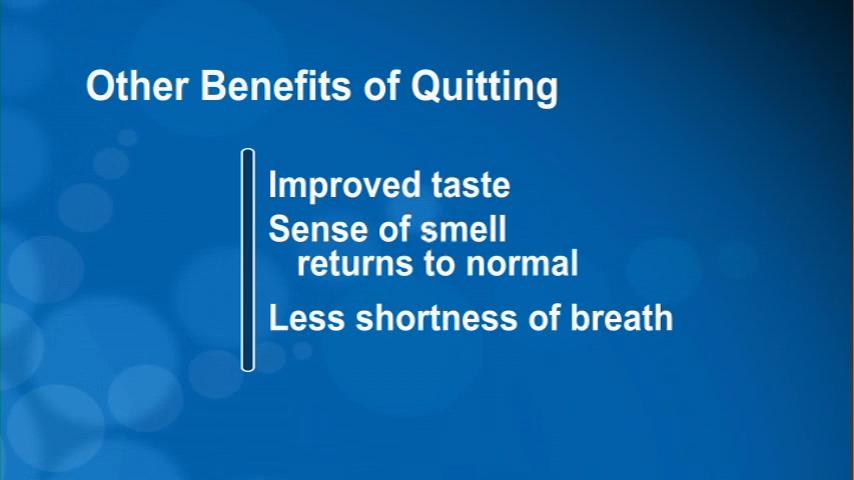 Other Benefits of Quitting
Improved taste
Sense of smell
returns to normal
Less shortness of breath